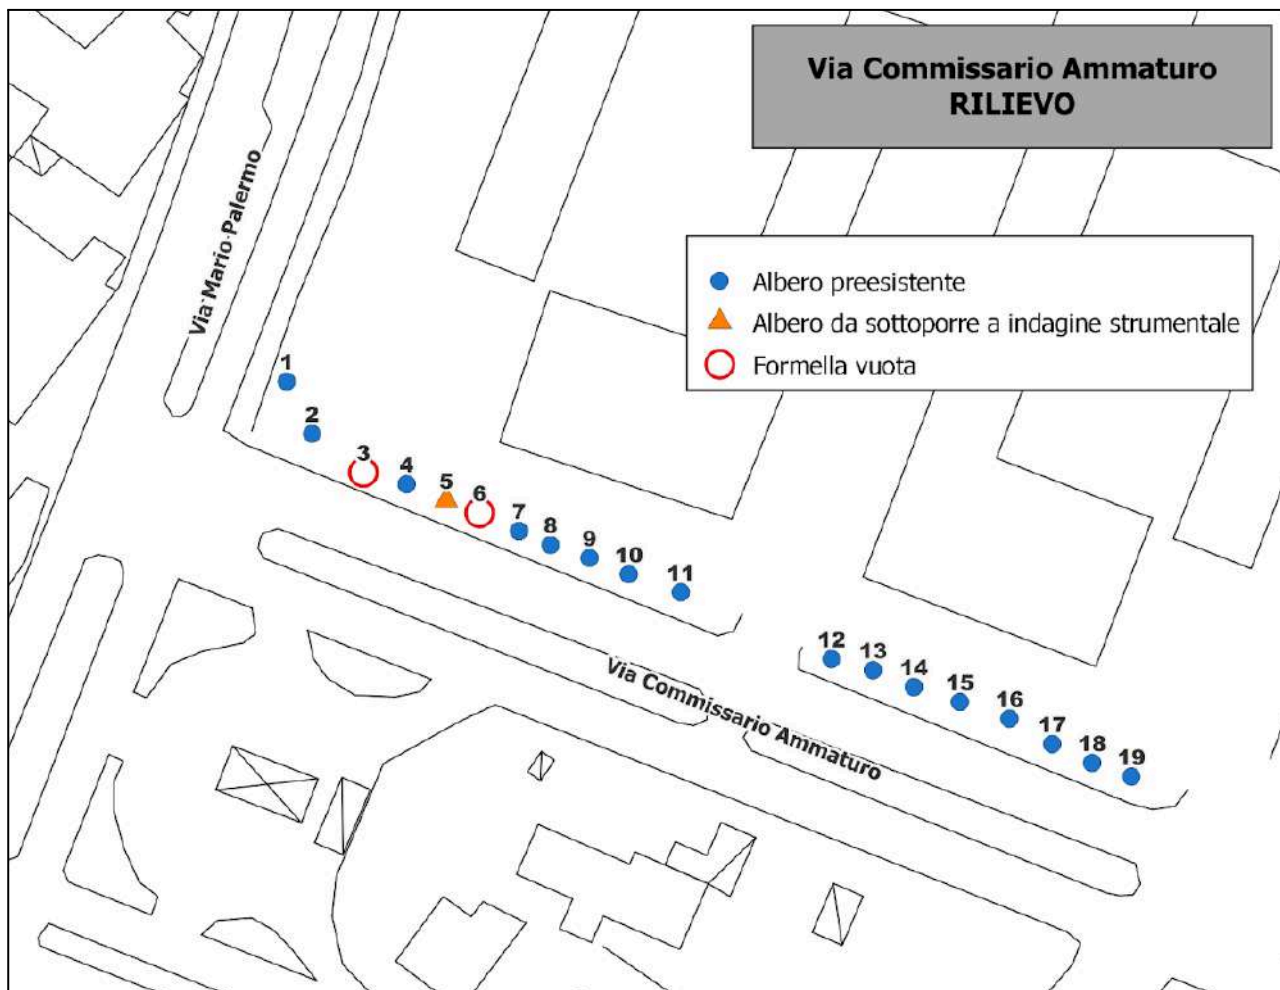 Via Commissario Ammaturo
RILIEVO
Via Mario Palermo
Albero preesistente
Albero da sottoporre a indagine strumentale
Formella vuota
1
2
3
4
5
6
7
8
9
10
11
12
13
14
15
16
17
18
19
Via Commissario Ammaturo